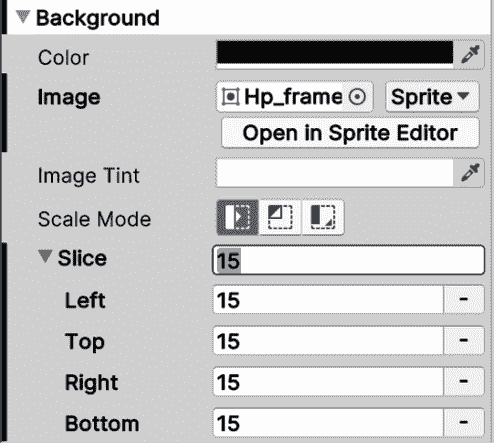 Background
Color
Image Hp_frame Sprite
Open in Sprite Editor
Image Tint
Scale Mode
Slice 15
Left 15 -
Top 15 -
Right 15 -
Bottom 15 -